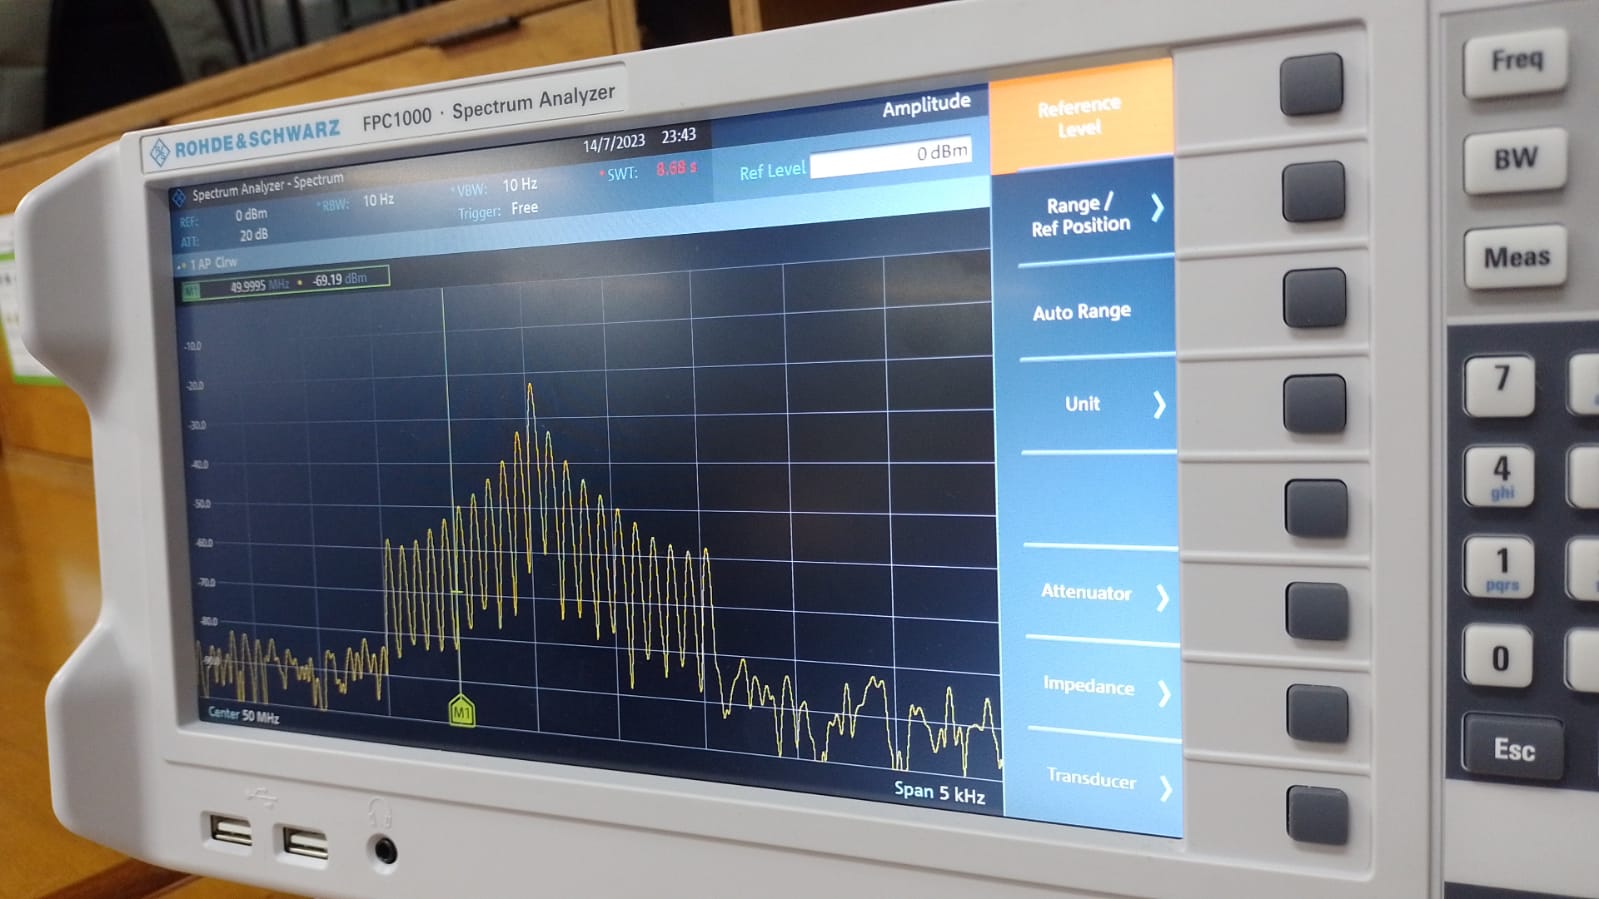 ROHDE&SCHWARZ FPC1000 · Spectrum Analyzer
14/7/2023 23:43
Amplitude
Spectrum Analyzer - Spectrum
REF: 0 dBm
*RBW: 10 Hz
*VBW: 10 Hz
*SWT: 8.68 s
Ref Level 0 dBm
ATT: 20 dB
Trigger: Free
1 AP Clrw
M1 49.9995 MHz -69.19 dBm
-10.0
-20.0
-30.0
-40.0
-50.0
-60.0
-70.0
-80.0
-90.0
M1
Center 50 MHz
Span 5 kHz
Reference
Level
Range /
Ref Position
Auto Range
Unit
Attenuator
Impedance
Transducer
Freq
BW
Meas
7
4
ghi
1
pqrs
0
Esc